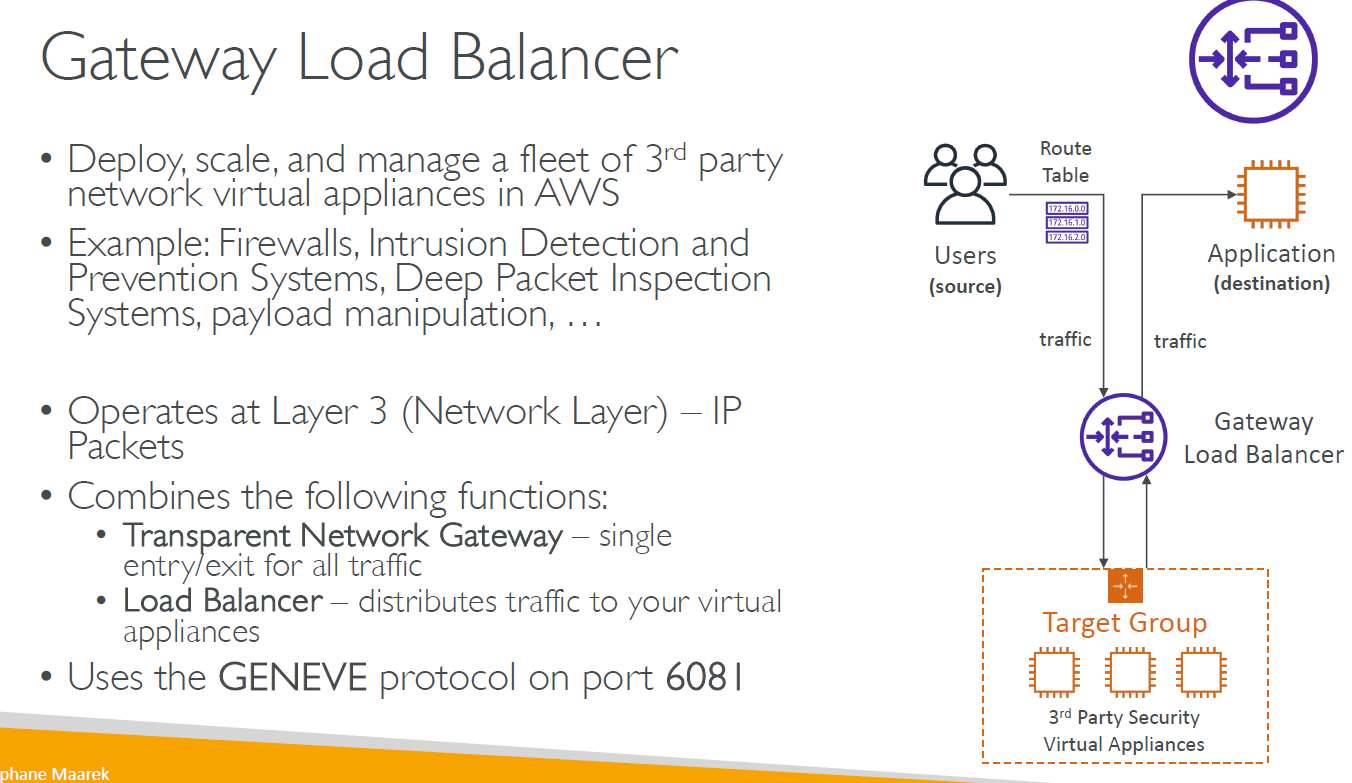 Gateway Load Balancer
• Deploy, scale, and manage a fleet of 3rd party
network virtual appliances in AWS
• Example: Firewalls, Intrusion Detection and
Prevention Systems, Deep Packet Inspection
Systems, payload manipulation, …
• Operates at Layer 3 (Network Layer) – IP
Packets
• Combines the following functions:
• Transparent Network Gateway – single
entry/exit for all traffic
• Load Balancer – distributes traffic to your virtual
appliances
• Uses the GENEVE protocol on port 6081
Route
Table
172.16.0.0
172.16.1.0
172.16.2.0
Users
(source)
Application
(destination)
traffic
traffic
Gateway
Load Balancer
Target Group
3rd Party Security
Virtual Appliances
phane Maarek